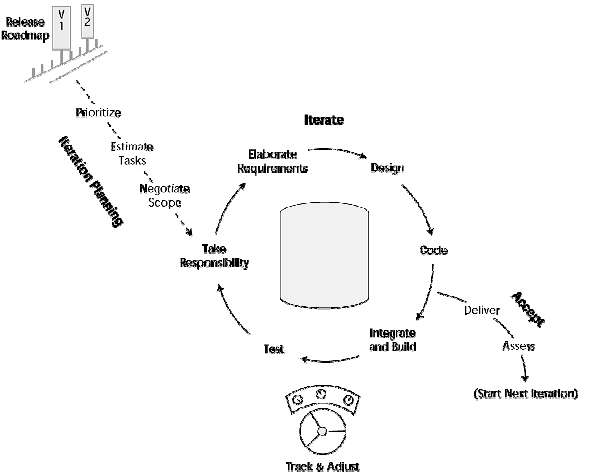 Release
Roadmap
V
1
V
2
Prioritize
Estimate
Tasks
Negotiate
Scope
Iteration Planning
Iterate
Elaborate
Requirements
Design
Code
Integrate
and Build
Test
Take
Responsibility
Accept
Deliver
Assess
(Start Next Iteration)
Track & Adjust